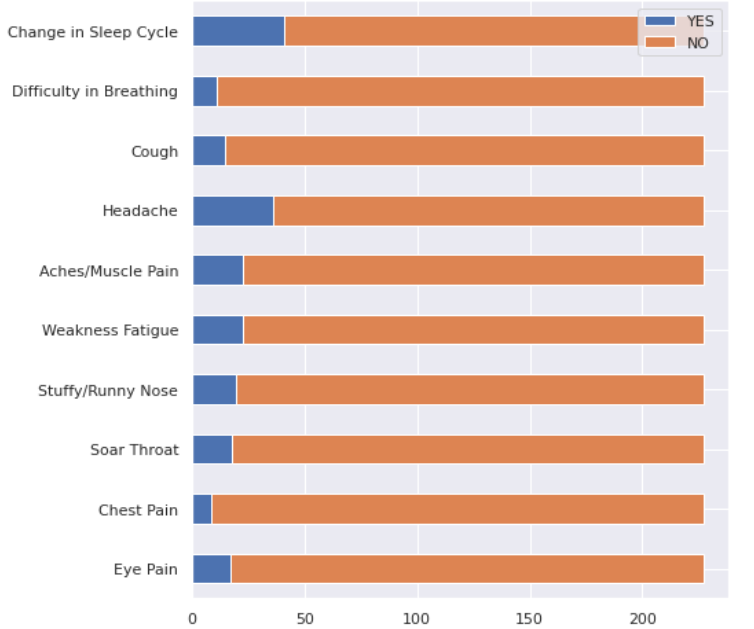 YES
NO
Change in Sleep Cycle
Difficulty in Breathing
Cough
Headache
Aches/Muscle Pain
Weakness Fatigue
Stuffy/Runny Nose
Soar Throat
Chest Pain
Eye Pain
0 50 100 150 200